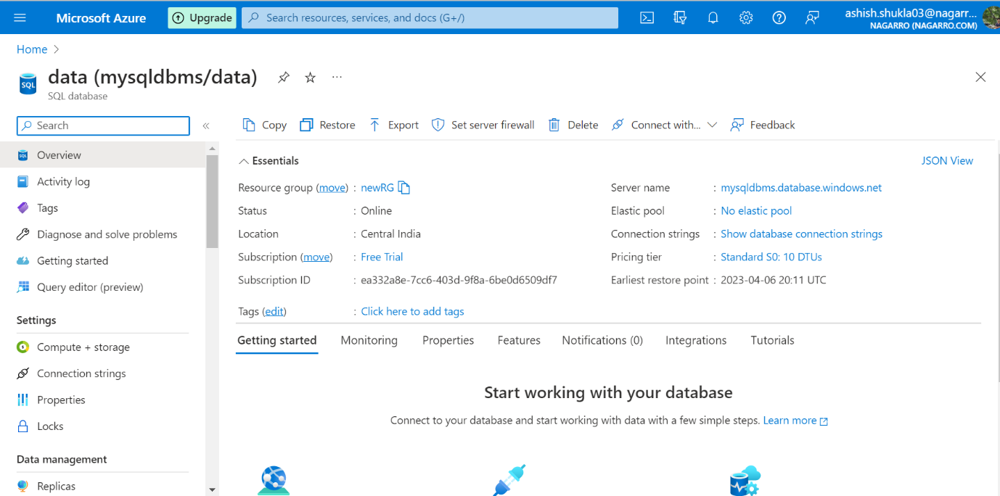 Microsoft Azure
Upgrade
Search resources, services, and docs (G+/)
ashish.shukla03@nagarr...
NAGARRO (NAGARRO.COM)
Home >
data (mysqldbms/data)
SQL database
Search
Copy
Restore
Export
Set server firewall
Delete
Connect with...
Feedback
Overview
Activity log
Tags
Diagnose and solve problems
Getting started
Query editor (preview)
Settings
Compute + storage
Connection strings
Properties
Locks
Data management
Replicas
Essentials
JSON View
Resource group (move) : newRG
Status : Online
Location : Central India
Subscription (move) : Free Trial
Subscription ID : ea332a8e-7cc6-403d-9f8a-6be0d6509df7
Server name : mysqldbms.database.windows.net
Elastic pool : No elastic pool
Connection strings : Show database connection strings
Pricing tier : Standard S0: 10 DTUs
Earliest restore point : 2023-04-06 20:11 UTC
Tags (edit) : Click here to add tags
Getting started
Monitoring
Properties
Features
Notifications (0)
Integrations
Tutorials
Start working with your database
Connect to your database and start working with data with a few simple steps. Learn more